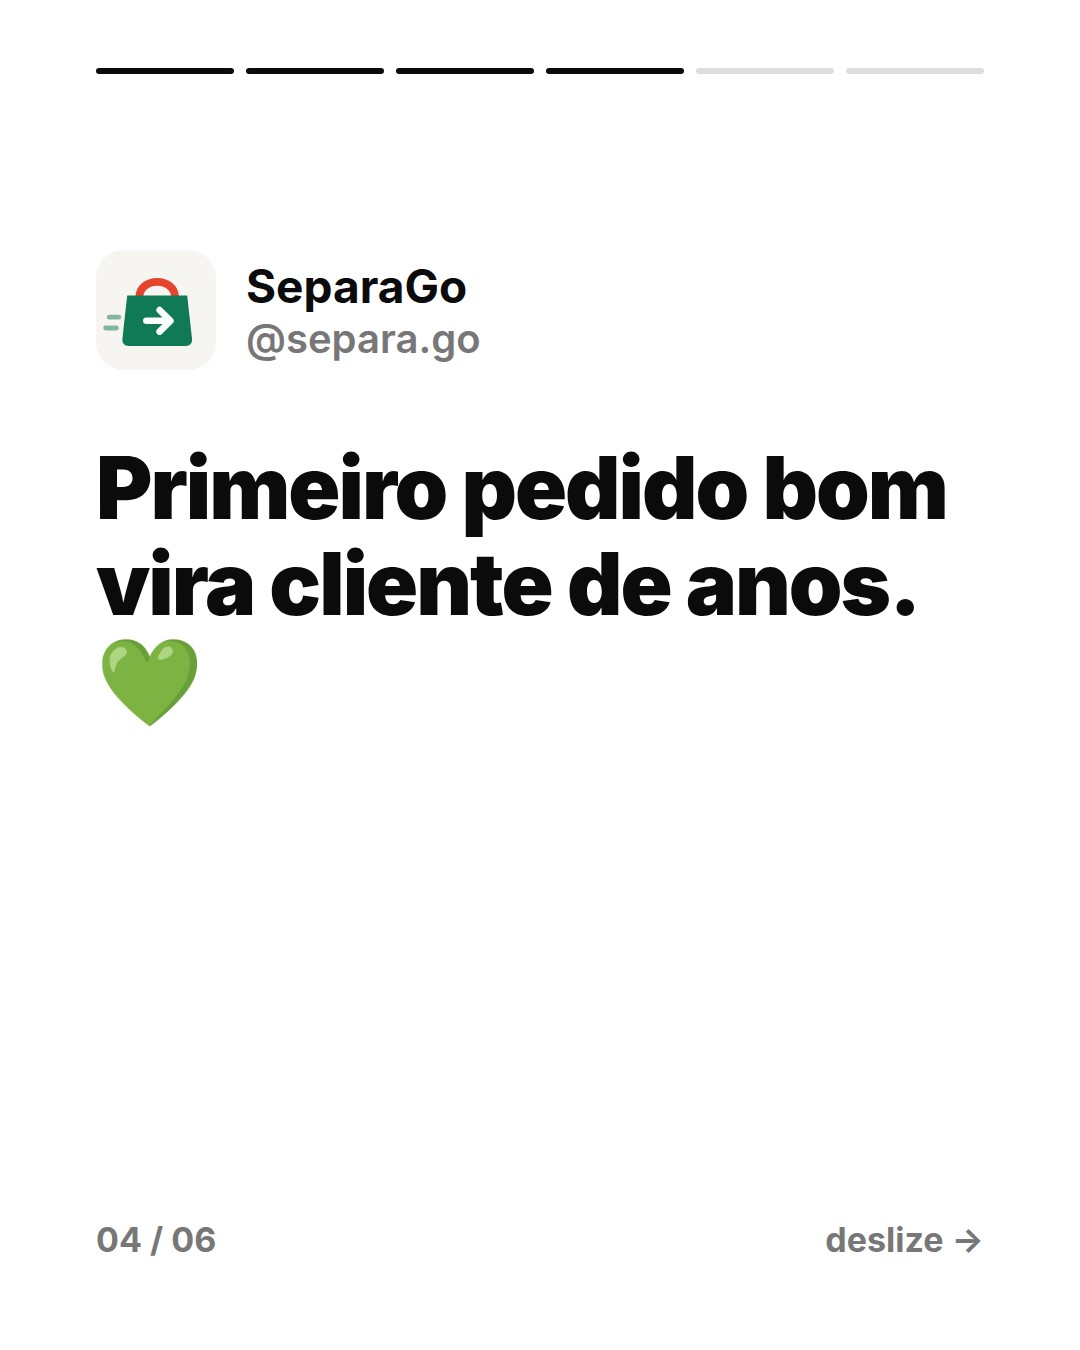 SeparaGo
@separa.go
Primeiro pedido bom
vira cliente de anos.
💚
04 / 06
deslize →